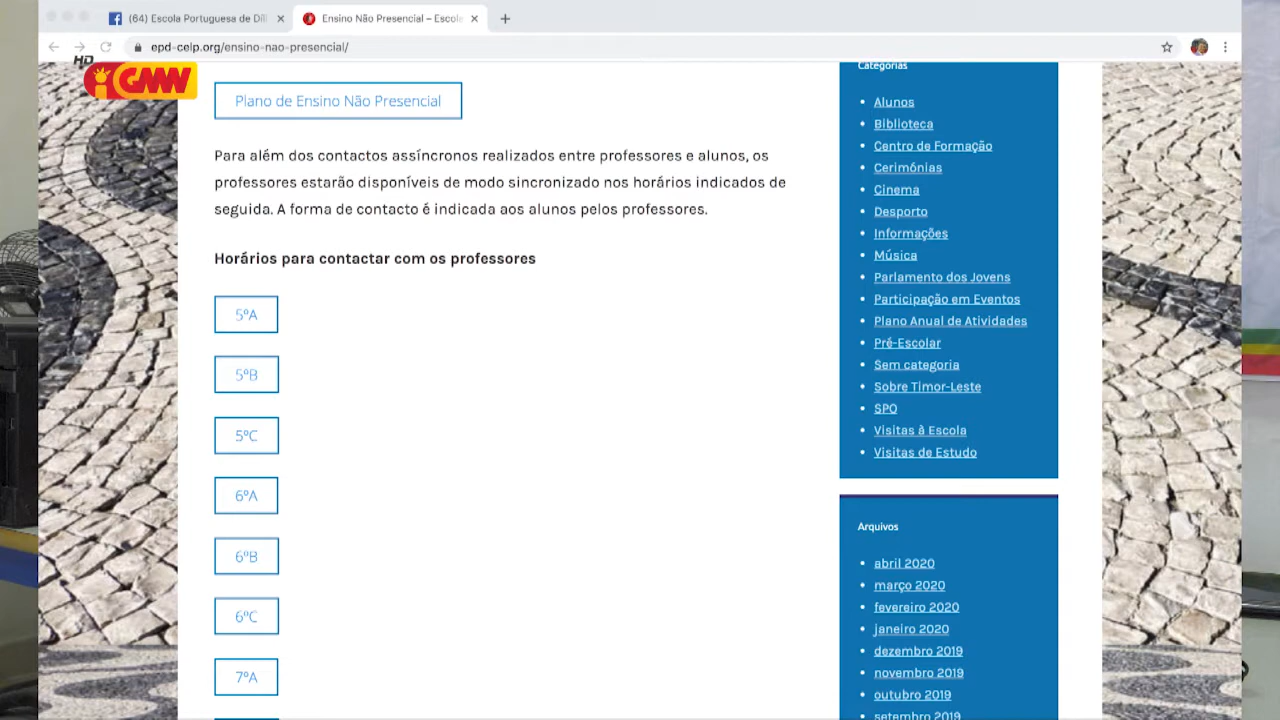 (64) Escola Portuguesa de Díli
Ensino Não Presencial – Escola
epd-celp.org/ensino-nao-presencial/
HD
GMN
Plano de Ensino Não Presencial
Para além dos contactos assíncronos realizados entre professores e alunos, os
professores estarão disponíveis de modo sincronizado nos horários indicados de
seguida. A forma de contacto é indicada aos alunos pelos professores.
Horários para contactar com os professores
5ºA
5ºB
5ºC
6ºA
6ºB
6ºC
7ºA
Categorias
Alunos
Biblioteca
Centro de Formação
Cerimónias
Cinema
Desporto
Informações
Música
Parlamento dos Jovens
Participação em Eventos
Plano Anual de Atividades
Pré-Escolar
Sem categoria
Sobre Timor-Leste
SPO
Visitas à Escola
Visitas de Estudo
Arquivos
abril 2020
março 2020
fevereiro 2020
janeiro 2020
dezembro 2019
novembro 2019
outubro 2019
setembro 2019